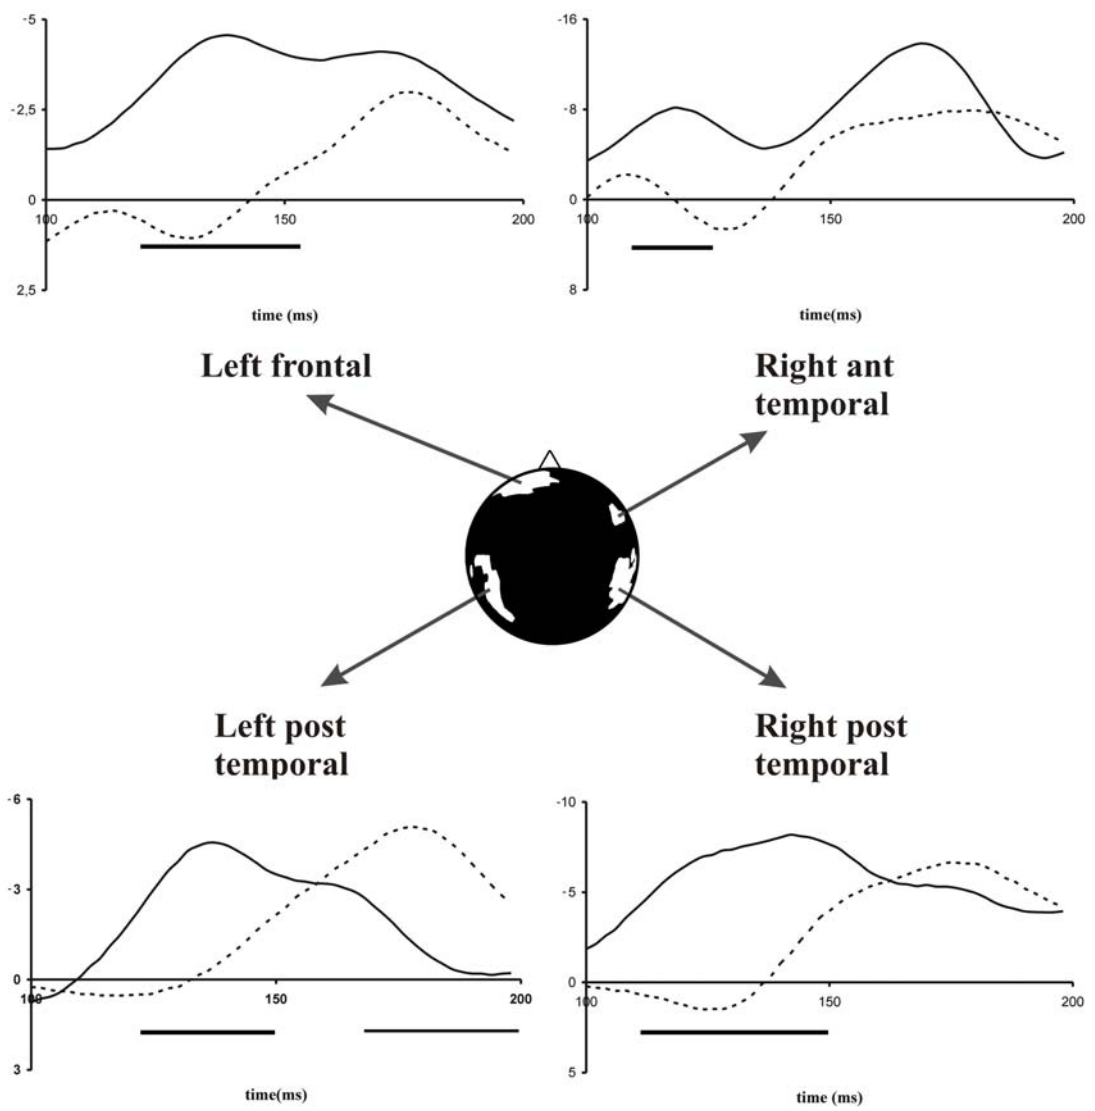 -5
-2.5
0
2,5
100
150
200
time (ms)
-16
-8
0
8
100
150
200
time(ms)
Left frontal
Right ant
temporal
Left post
temporal
Right post
temporal
-6
-3
0
3
100
150
200
time(ms)
-10
-5
0
5
100
150
200
time(ms)